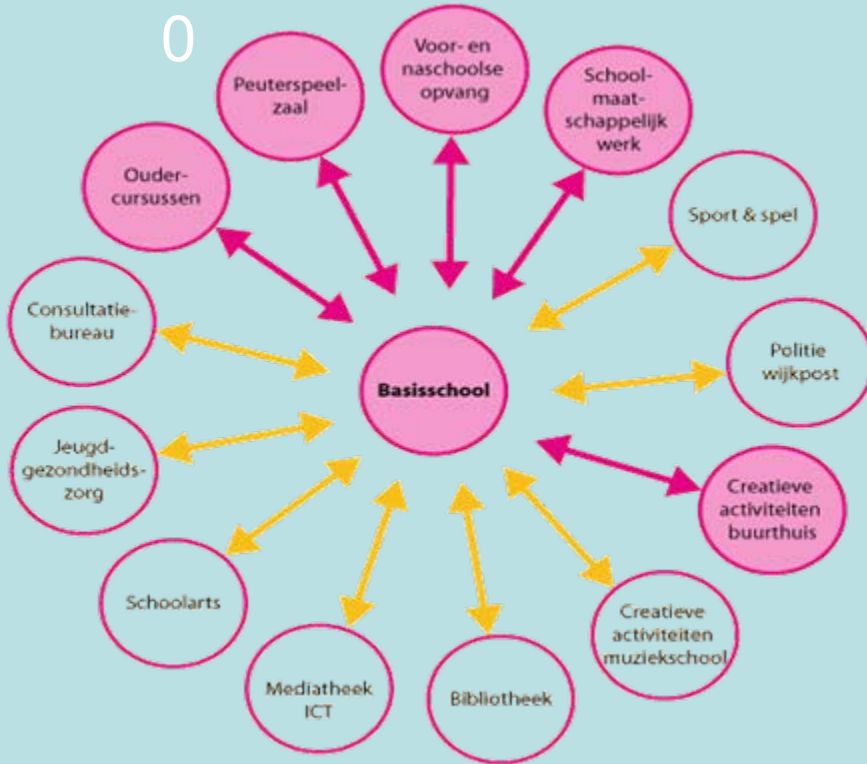 0
Voor- en
naschoolse
opvang
Peuterspeel-
zaal
School-
maat-
schappelijk
werk
Ouder-
cursussen
Sport & spel
Consultatie-
bureau
Politie
wijkpost
Basisschool
Jeugd-
gezondheids-
zorg
Creatieve
activiteiten
buurthuis
Schoolarts
Creatieve
activiteiten
muziekschool
Mediatheek
ICT
Bibliotheek